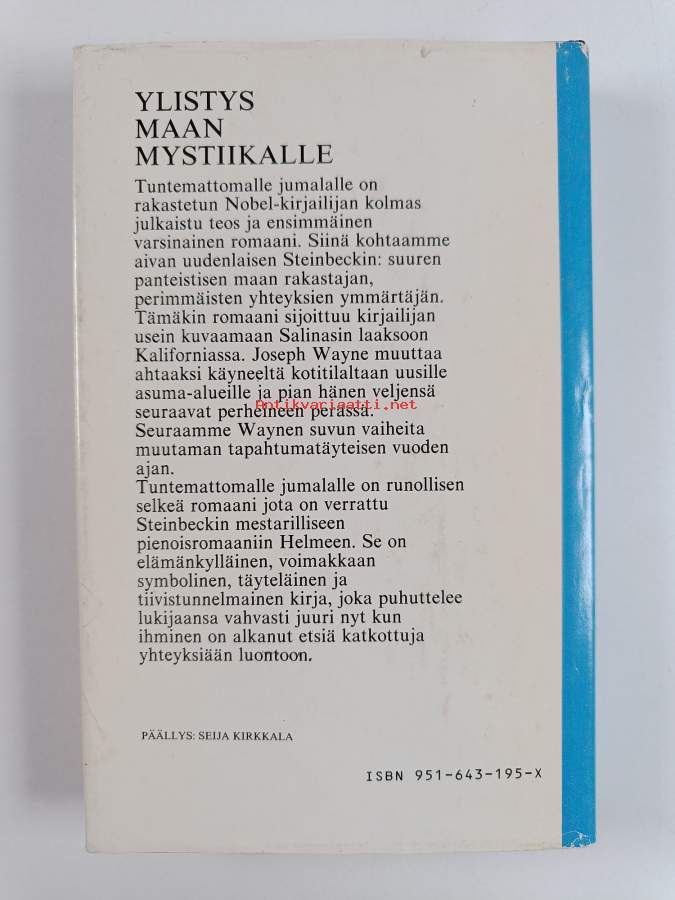 YLISTYS
MAAN
MYSTIIKALLE
Tuntemattomalle jumalalle on
rakastetun Nobel-kirjailijan kolmas
julkaistu teos ja ensimmäinen
varsinainen romaani. Siinä kohtaamme
aivan uudenlaisen Steinbeckin: suuren
panteistisen maan rakastajan,
perimmäisten yhteyksien ymmärtäjän.
Tämäkin romaani sijoittuu kirjailijan
usein kuvaamaan Salinasin laaksoon
Kaliforniassa. Joseph Wayne muuttaa
ahtaaksi käyneeltä kotitilaltaan uusille
asuma-alueille ja pian hänen veljensä
seuraavat perheineen perässä.
Antikvariaatti.net
Seuraamme Waynen suvun vaiheita
muutaman tapahtumatäyteisen vuoden
ajan.
Tuntemattomalle jumalalle on runollisen
selkeä romaani jota on verrattu
Steinbeckin mestarilliseen
pienoisromaaniin Helmeen. Se on
elämänkylläinen, voimakkaan
symbolinen, täyteläinen ja
tiivistunnelmainen kirja, joka puhuttelee
lukijaansa vahvasti juuri nyt kun
ihminen on alkanut etsiä katkottuja
yhteyksiään luontoon.
PÄÄLLYS: SEIJA KIRKKALA
ISBN 951-643-195-X